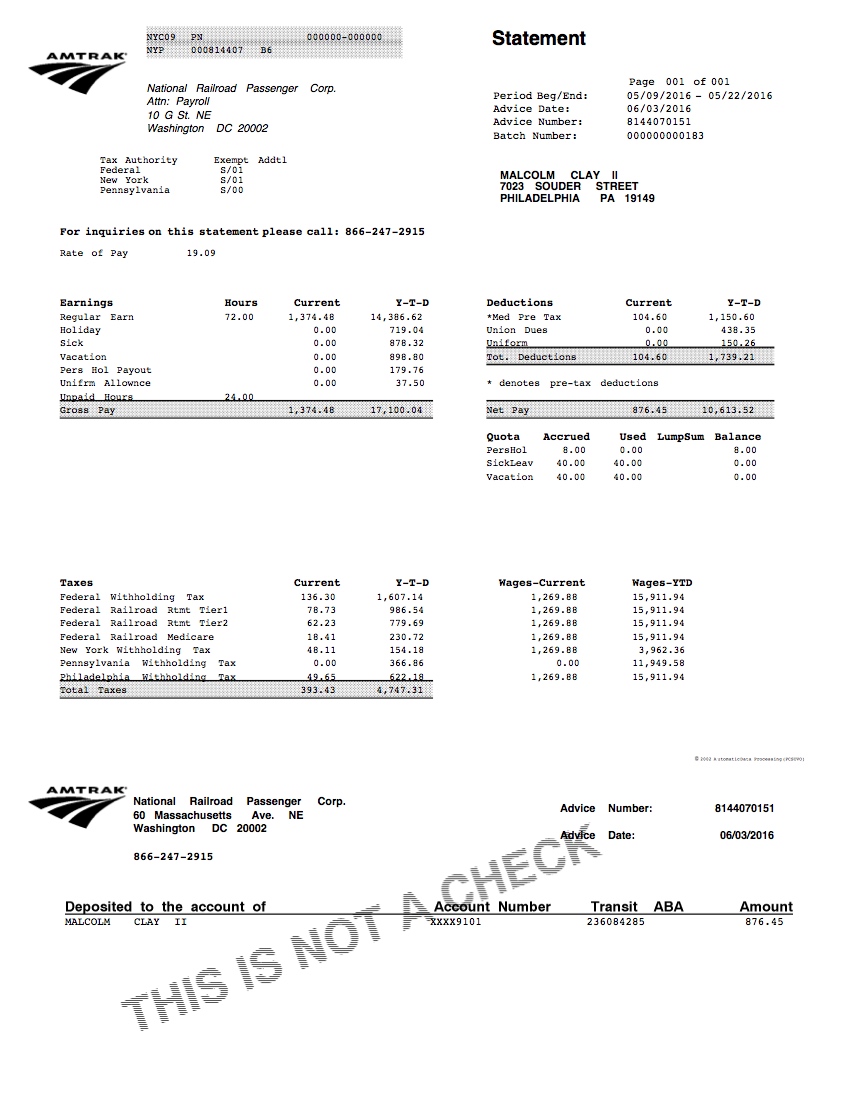 NYC09 PN 000000-000000
NYP 000814407 B6
Statement
AMTRAK
National Railroad Passenger Corp.
Attn: Payroll
10 G St. NE
Washington DC 20002
Page 001 of 001
Period Beg/End: 05/09/2016 - 05/22/2016
Advice Date: 06/03/2016
Advice Number: 8144070151
Batch Number: 000000000183
Tax Authority Exempt Addtl
Federal S/01
New York S/01
Pennsylvania S/00
MALCOLM CLAY II
7023 SOUDER STREET
PHILADELPHIA PA 19149
For inquiries on this statement please call: 866-247-2915
Rate of Pay 19.09
Earnings Hours Current Y-T-D
Regular Earn 72.00 1,374.48 14,386.62
Holiday 0.00 719.04
Sick 0.00 878.32
Vacation 0.00 898.80
Pers Hol Payout 0.00 179.76
Unifrm Allownce 0.00 37.50
Unpaid Hours 24.00
Gross Pay 1,374.48 17,100.04
Deductions Current Y-T-D
*Med Pre Tax 104.60 1,150.60
Union Dues 0.00 438.35
Uniform 0.00 150.26
Tot. Deductions 104.60 1,739.21
* denotes pre-tax deductions
Net Pay 876.45 10,613.52
Quota Accrued Used LumpSum Balance
PersHol 8.00 0.00 8.00
SickLeav 40.00 40.00 0.00
Vacation 40.00 40.00 0.00
Taxes Current Y-T-D Wages-Current Wages-YTD
Federal Withholding Tax 136.30 1,607.14 1,269.88 15,911.94
Federal Railroad Rtmt Tier1 78.73 986.54 1,269.88 15,911.94
Federal Railroad Rtmt Tier2 62.23 779.69 1,269.88 15,911.94
Federal Railroad Medicare 18.41 230.72 1,269.88 15,911.94
New York Withholding Tax 48.11 154.18 1,269.88 3,962.36
Pennsylvania Withholding Tax 0.00 366.86 0.00 11,949.58
Philadelphia Withholding Tax 49.65 622.18 1,269.88 15,911.94
Total Taxes 393.43 4,747.31
© 2002 Automatic Data Processing
AMTRAK
National Railroad Passenger Corp.
60 Massachusetts Ave. NE
Washington DC 20002
866-247-2915
Advice Number: 8144070151
Advice Date: 06/03/2016
THIS IS NOT A CHECK
Deposited to the account of Account Number Transit ABA Amount
MALCOLM CLAY II XXXX9101 236084285 876.45